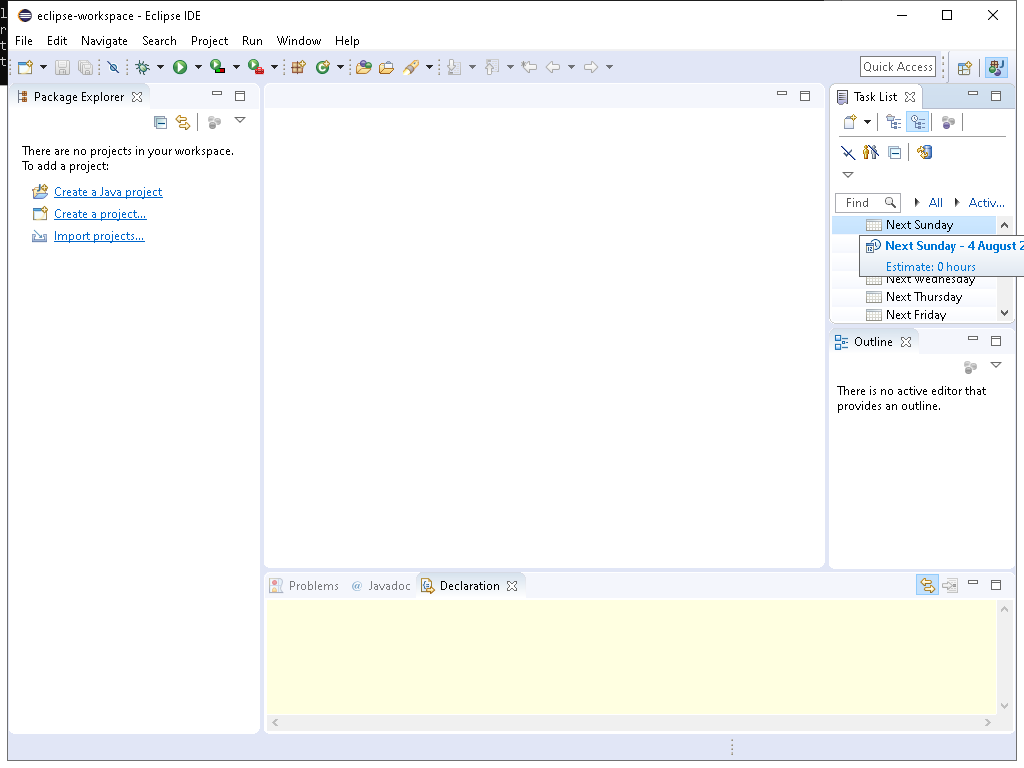 eclipse-workspace - Eclipse IDE
File Edit Navigate Search Project Run Window Help
Quick Access
Package Explorer
There are no projects in your workspace.
To add a project:
Create a Java project
Create a project...
Import projects...
Task List
Find
All
Activ...
Next Sunday
Next Sunday - 4 August 2
Estimate: 0 hours
Next Wednesday
Next Thursday
Next Friday
Outline
There is no active editor that
provides an outline.
Problems
@ Javadoc
Declaration